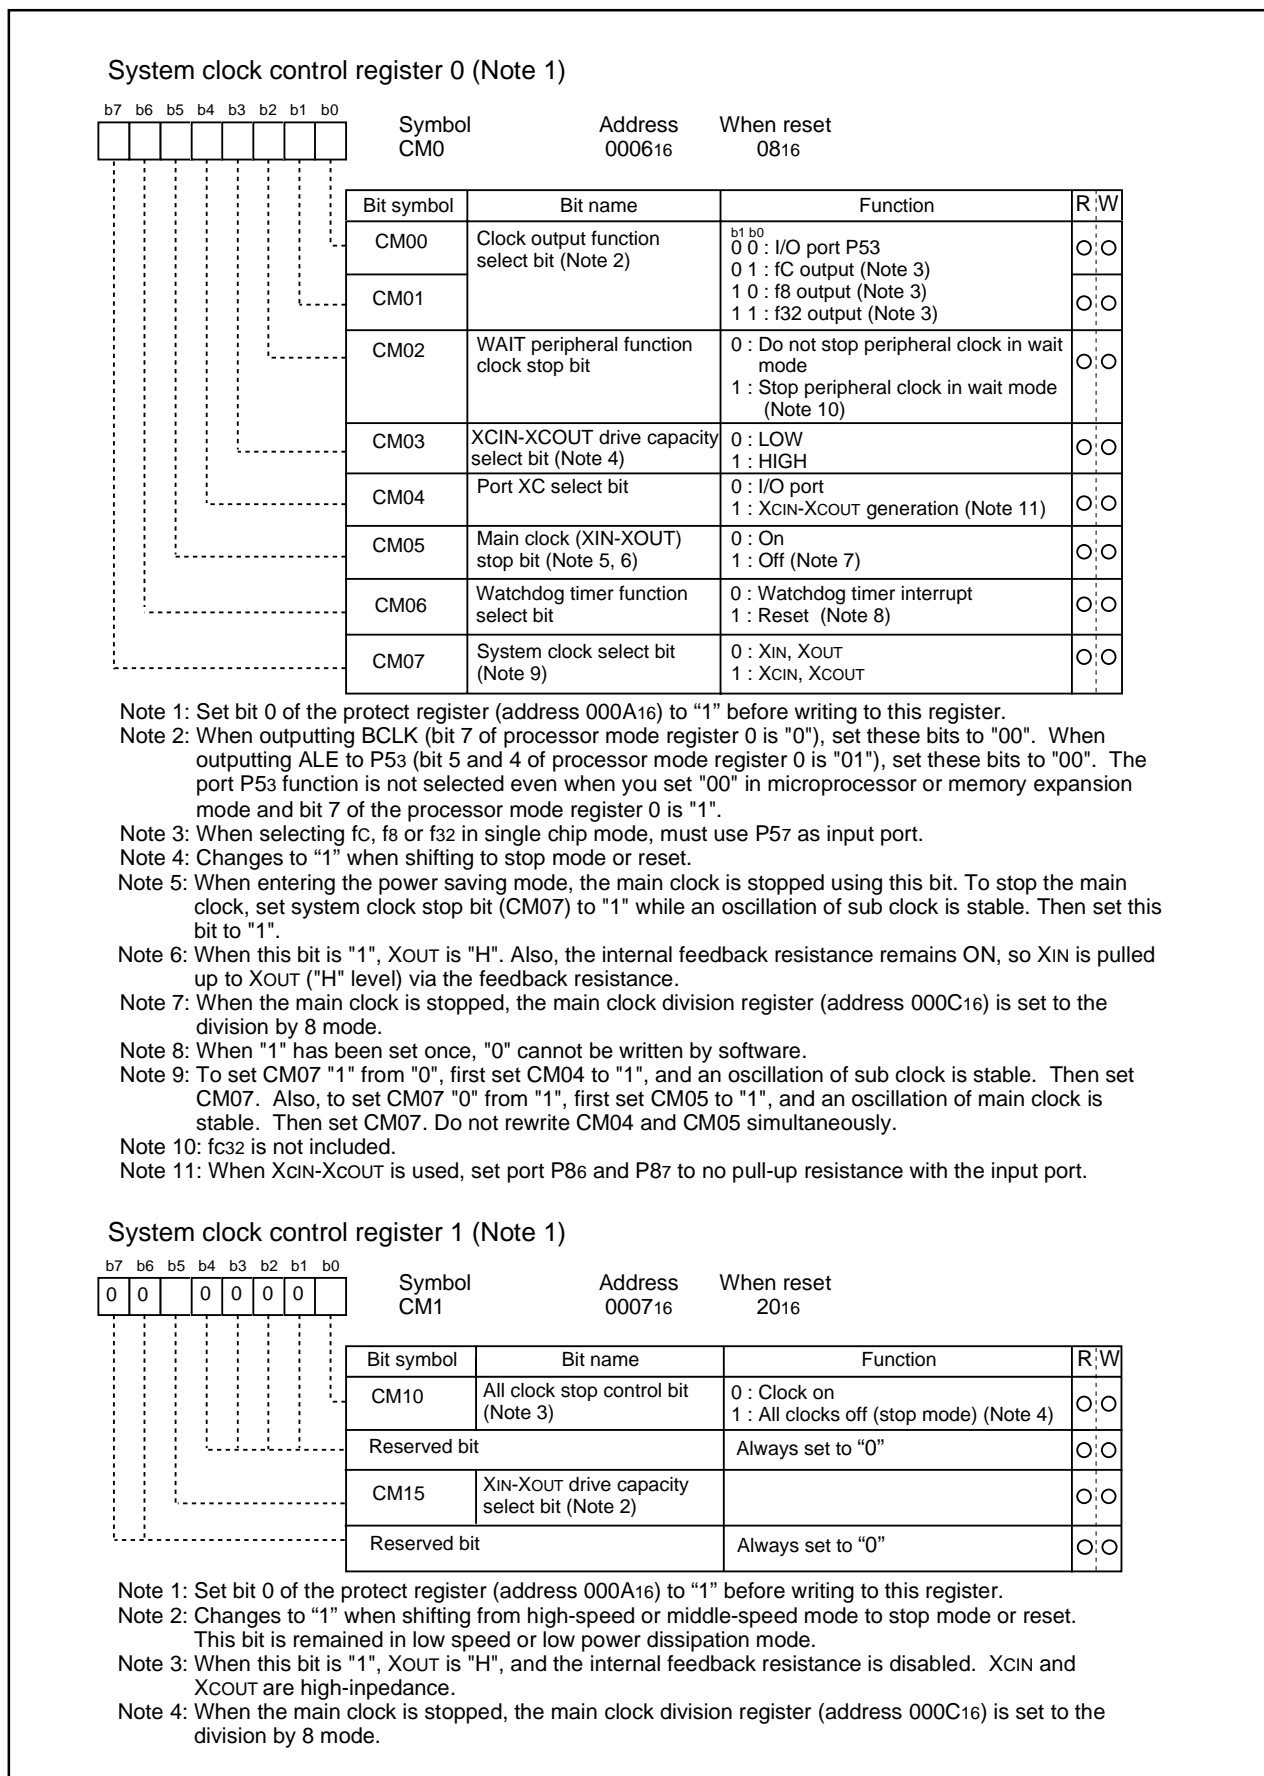 System clock control register 0 (Note 1)
b7 b6 b5 b4 b3 b2 b1 b0
Symbol Address When reset
CM0 000616 0816
Bit symbol Bit name Function R W
CM00 Clock output function select bit (Note 2)
b1 b0
0 0 : I/O port P53
0 1 : fC output (Note 3)
CM01
1 0 : f8 output (Note 3)
1 1 : f32 output (Note 3)
CM02 WAIT peripheral function clock stop bit
0 : Do not stop peripheral clock in wait
mode
1 : Stop peripheral clock in wait mode
(Note 10)
CM03 XCIN-XCOUT drive capacity select bit (Note 4)
0 : LOW
1 : HIGH
CM04 Port XC select bit
0 : I/O port
1 : XCIN-XCOUT generation (Note 11)
CM05 Main clock (XIN-XOUT) stop bit (Note 5, 6)
0 : On
1 : Off (Note 7)
CM06 Watchdog timer function select bit
0 : Watchdog timer interrupt
1 : Reset (Note 8)
CM07 System clock select bit (Note 9)
0 : XIN, XOUT
1 : XCIN, XCOUT
Note 1: Set bit 0 of the protect register (address 000A16) to “1” before writing to this register.
Note 2: When outputting BCLK (bit 7 of processor mode register 0 is "0"), set these bits to "00". When
outputting ALE to P53 (bit 5 and 4 of processor mode register 0 is "01"), set these bits to "00". The
port P53 function is not selected even when you set "00" in microprocessor or memory expansion
mode and bit 7 of the processor mode register 0 is "1".
Note 3: When selecting fC, f8 or f32 in single chip mode, must use P57 as input port.
Note 4: Changes to “1” when shifting to stop mode or reset.
Note 5: When entering the power saving mode, the main clock is stopped using this bit. To stop the main
clock, set system clock stop bit (CM07) to "1" while an oscillation of sub clock is stable. Then set this
bit to "1".
Note 6: When this bit is "1", XOUT is "H". Also, the internal feedback resistance remains ON, so XIN is pulled
up to XOUT ("H" level) via the feedback resistance.
Note 7: When the main clock is stopped, the main clock division register (address 000C16) is set to the
division by 8 mode.
Note 8: When "1" has been set once, "0" cannot be written by software.
Note 9: To set CM07 "1" from "0", first set CM04 to "1", and an oscillation of sub clock is stable. Then set
CM07. Also, to set CM07 "0" from "1", first set CM05 to "1", and an oscillation of main clock is
stable. Then set CM07. Do not rewrite CM04 and CM05 simultaneously.
Note 10: fc32 is not included.
Note 11: When XCIN-XCOUT is used, set port P86 and P87 to no pull-up resistance with the input port.
System clock control register 1 (Note 1)
b7 b6 b5 b4 b3 b2 b1 b0
0 0 0 0 0 0
Symbol Address When reset
CM1 000716 2016
Bit symbol Bit name Function R W
CM10 All clock stop control bit (Note 3)
0 : Clock on
1 : All clocks off (stop mode) (Note 4)
Reserved bit Always set to “0”
CM15 XIN-XOUT drive capacity select bit (Note 2)
Reserved bit Always set to “0”
Note 1: Set bit 0 of the protect register (address 000A16) to “1” before writing to this register.
Note 2: Changes to “1” when shifting from high-speed or middle-speed mode to stop mode or reset.
This bit is remained in low speed or low power dissipation mode.
Note 3: When this bit is "1", XOUT is "H", and the internal feedback resistance is disabled. XCIN and
XCOUT are high-inpedance.
Note 4: When the main clock is stopped, the main clock division register (address 000C16) is set to the
division by 8 mode.